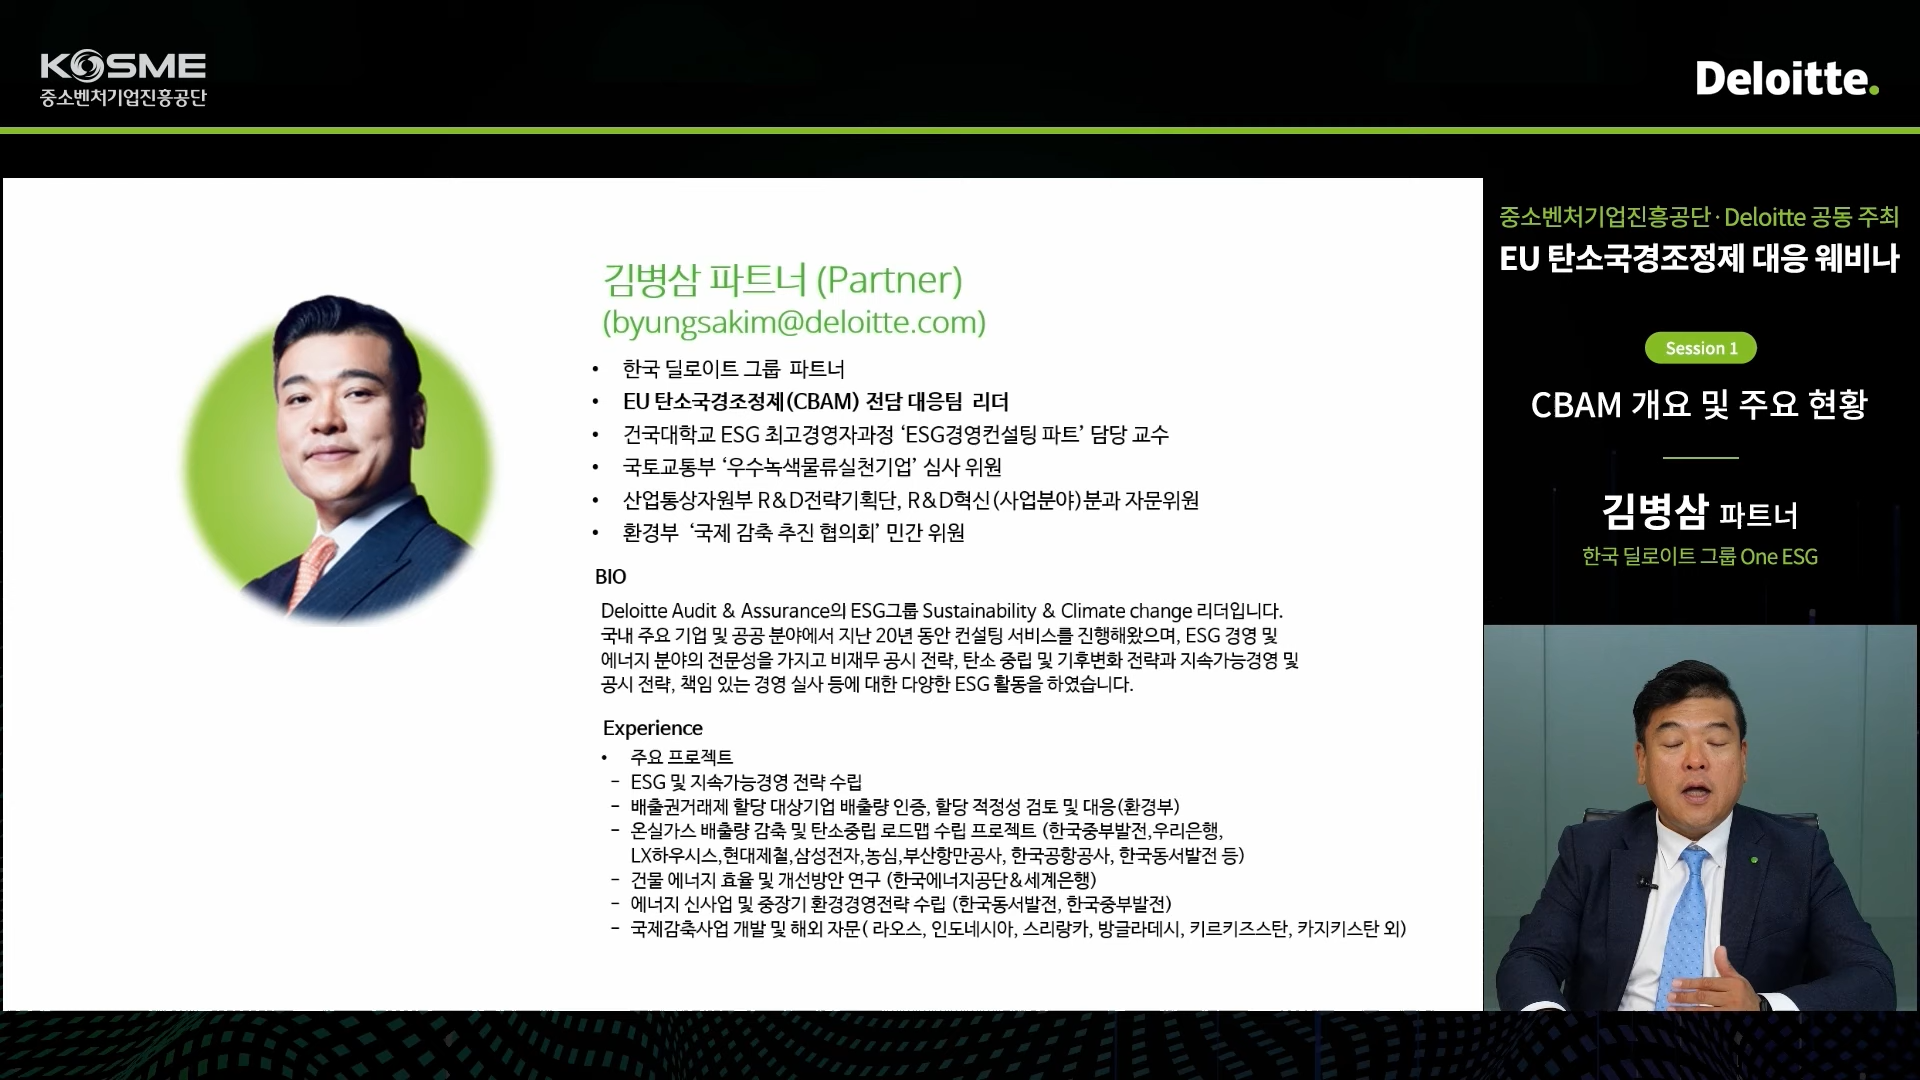 KOSME
중소벤처기업진흥공단
Deloitte.
김병삼 파트너 (Partner)
(byungsakim@deloitte.com)
• 한국 딜로이트 그룹 파트너
• EU 탄소국경조정제(CBAM) 전담 대응팀 리더
• 건국대학교 ESG 최고경영자과정 ‘ESG경영컨설팅 파트’ 담당 교수
• 국토교통부 ‘우수녹색물류실천기업’ 심사 위원
• 산업통상자원부 R&D전략기획단, R&D혁신(사업분야)분과 자문위원
• 환경부 ‘국제 감축 추진 협의회’ 민간 위원
BIO
Deloitte Audit & Assurance의 ESG그룹 Sustainability & Climate change 리더입니다.
국내 주요 기업 및 공공 분야에서 지난 20년 동안 컨설팅 서비스를 진행해왔으며, ESG 경영 및
에너지 분야의 전문성을 가지고 비재무 공시 전략, 탄소 중립 및 기후변화 전략과 지속가능경영 및
공시 전략, 책임 있는 경영 실사 등에 대한 다양한 ESG 활동을 하였습니다.
Experience
• 주요 프로젝트
- ESG 및 지속가능경영 전략 수립
- 배출권거래제 할당 대상기업 배출량 인증, 할당 적정성 검토 및 대응(환경부)
- 온실가스 배출량 감축 및 탄소중립 로드맵 수립 프로젝트 (한국중부발전,우리은행,
LX하우시스,현대제철,삼성전자,농심,부산항만공사, 한국공항공사, 한국동서발전 등)
- 건물 에너지 효율 및 개선방안 연구 (한국에너지공단&세계은행)
- 에너지 신사업 및 중장기 환경경영전략 수립 (한국동서발전, 한국중부발전)
- 국제감축사업 개발 및 해외 자문( 라오스, 인도네시아, 스리랑카, 방글라데시, 키르키즈스탄, 카지키스탄 외)
중소벤처기업진흥공단 · Deloitte 공동 주최
EU 탄소국경조정제 대응 웨비나
Session 1
CBAM 개요 및 주요 현황
김병삼 파트너
한국 딜로이트 그룹 One ESG